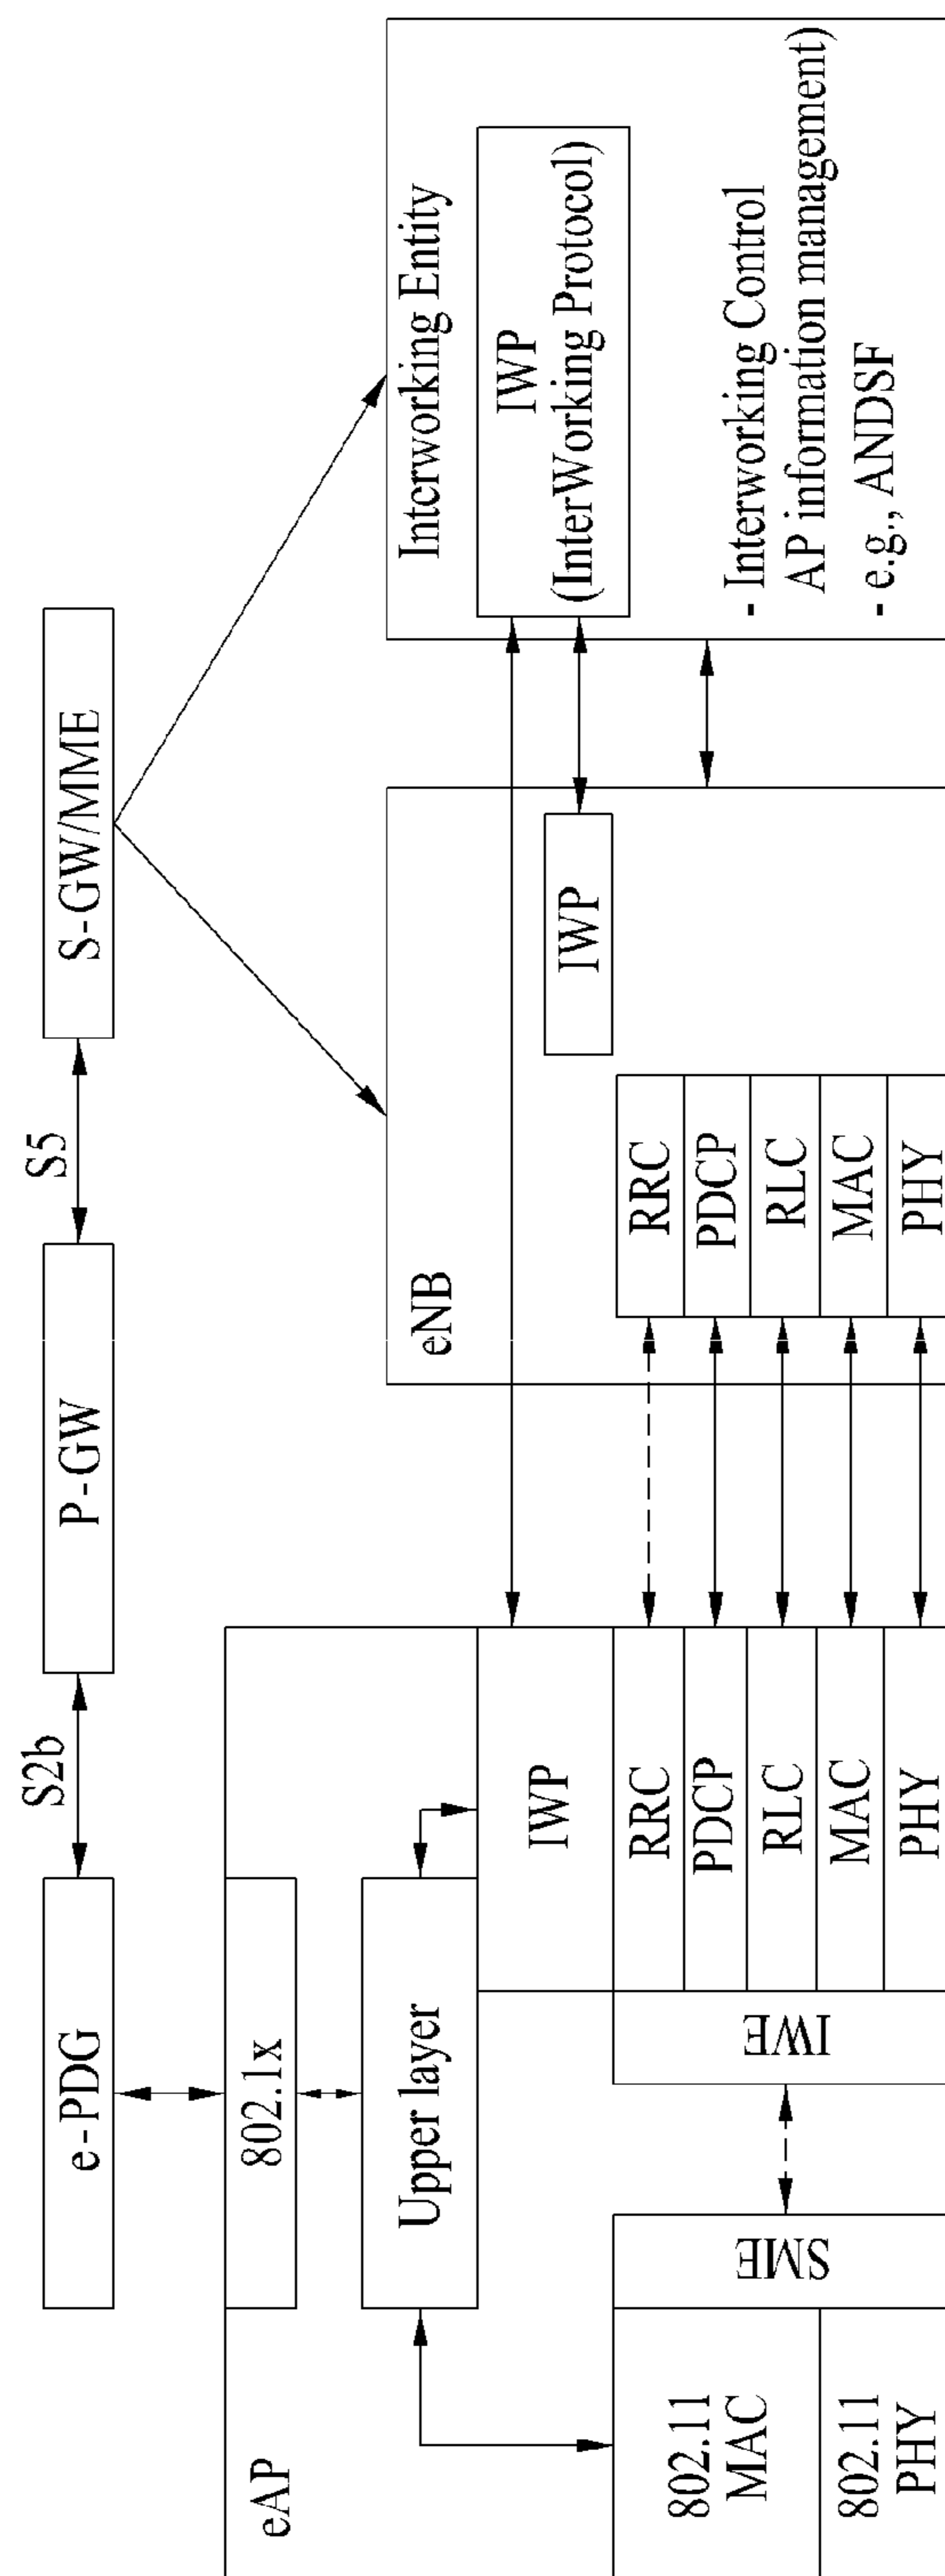 e-PDG
S2b
P-GW
S5
S-GW/MME
eAP
802.1x
Upper layer
802.11
MAC
802.11
PHY
SME
IWE
IWP
RRC
PDCP
RLC
MAC
PHY
eNB
IWP
RRC
PDCP
RLC
MAC
PHY
Interworking Entity
IWP
(InterWorking Protocol)
- Interworking Control
AP information management)
- e.g., ANDSF